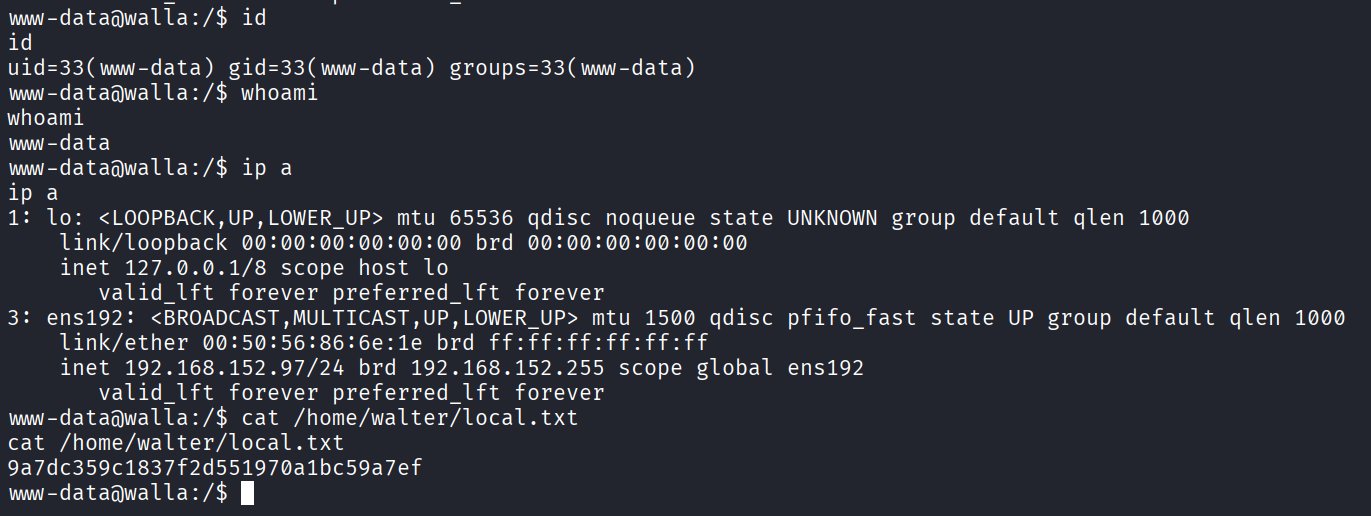 www-data@walla:/$ id
id
uid=33(www-data) gid=33(www-data) groups=33(www-data)
www-data@walla:/$ whoami
whoami
www-data
www-data@walla:/$ ip a
ip a
1: lo: <LOOPBACK,UP,LOWER_UP> mtu 65536 qdisc noqueue state UNKNOWN group default qlen 1000
    link/loopback 00:00:00:00:00:00 brd 00:00:00:00:00:00
    inet 127.0.0.1/8 scope host lo
       valid_lft forever preferred_lft forever
3: ens192: <BROADCAST,MULTICAST,UP,LOWER_UP> mtu 1500 qdisc pfifo_fast state UP group default qlen 1000
    link/ether 00:50:56:86:6e:1e brd ff:ff:ff:ff:ff:ff
    inet 192.168.152.97/24 brd 192.168.152.255 scope global ens192
       valid_lft forever preferred_lft forever
www-data@walla:/$ cat /home/walter/local.txt
cat /home/walter/local.txt
9a7dc359c1837f2d551970a1bc59a7ef
www-data@walla:/$